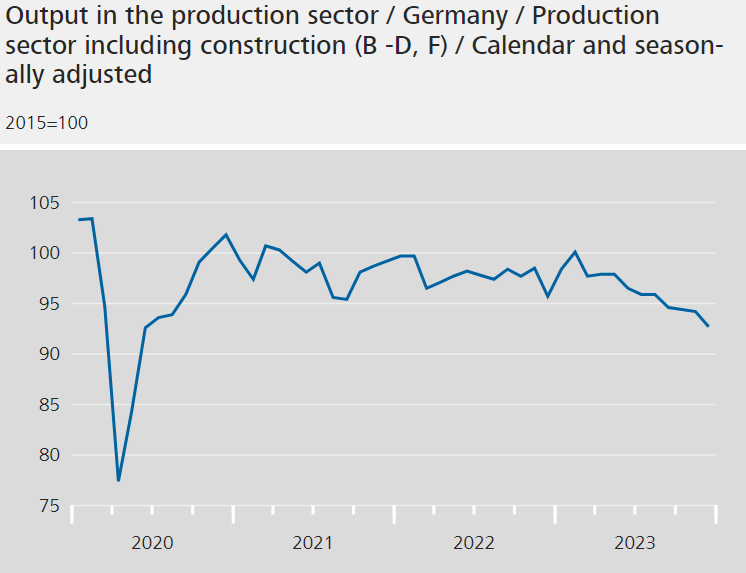 Output in the production sector / Germany / Production
sector including construction (B -D, F) / Calendar and season-
ally adjusted
2015=100
105
100
95
90
85
80
75
2020 2021 2022 2023